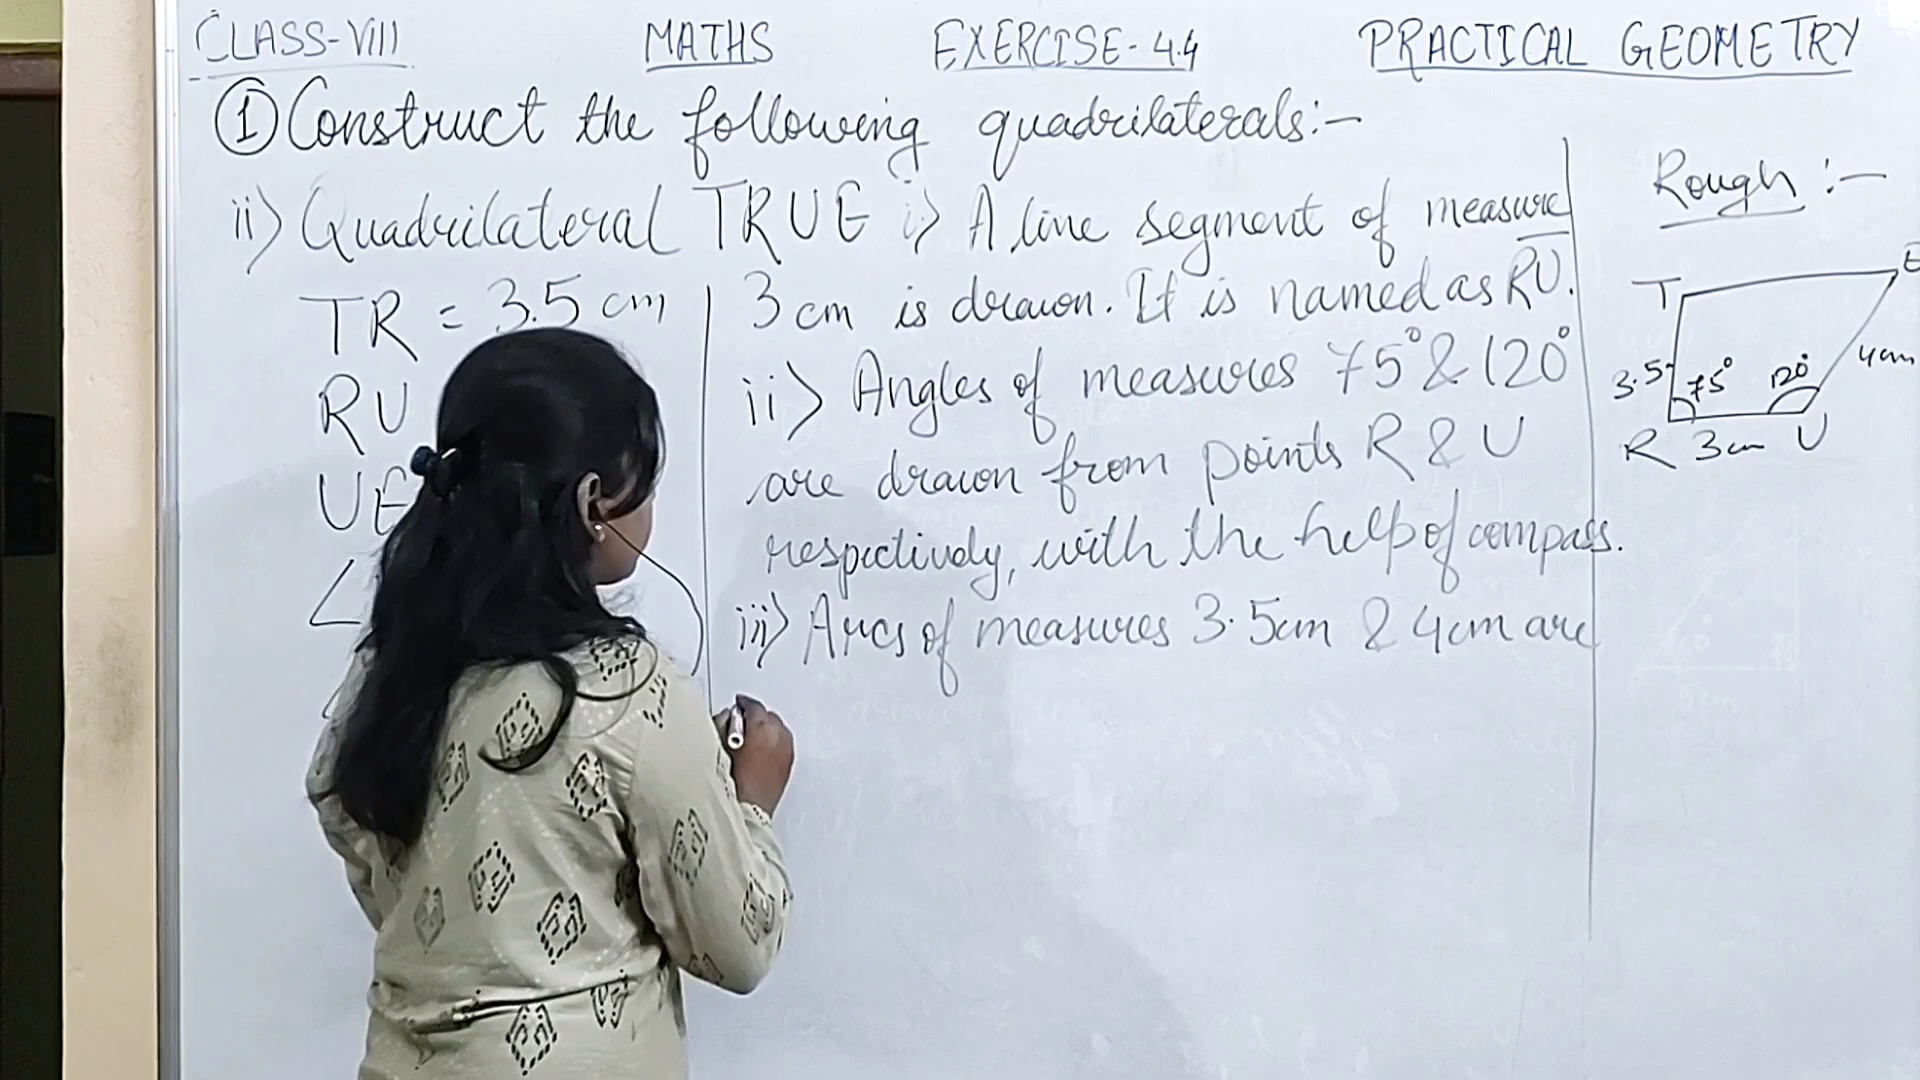 CLASS-VIII MATHS EXERCISE-4.4 PRACTICAL GEOMETRY
① Construct the following quadrilaterals:-
ii) Quadrilateral TRUE
TR = 3.5 cm
RU
UE
∠
i) A line segment of measure
3 cm is drawn. It is named as RU.
ii) Angles of measures 75° & 120°
are drawn from points R & U
respectively, with the help of compass.
iii) Arcs of measures 3.5cm & 4cm are
Rough :-
T E
3.5 75° 120° 4cm
R 3cm U